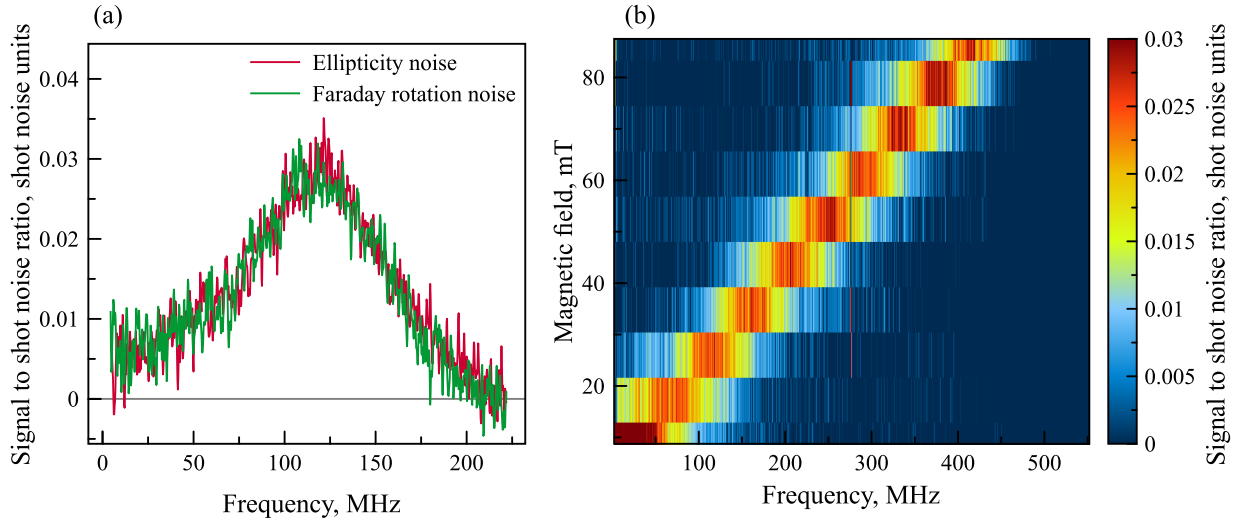 (a)
Signal to shot noise ratio, shot noise units
Ellipticity noise
Faraday rotation noise
0.04
0.03
0.02
0.01
0
0 50 100 150 200
Frequency, MHz
(b)
Magnetic field, mT
80
60
40
20
100 200 300 400 500
Frequency, MHz
0.03
0.025
0.02
0.015
0.01
0.005
0
Signal to shot noise ratio, shot noise units